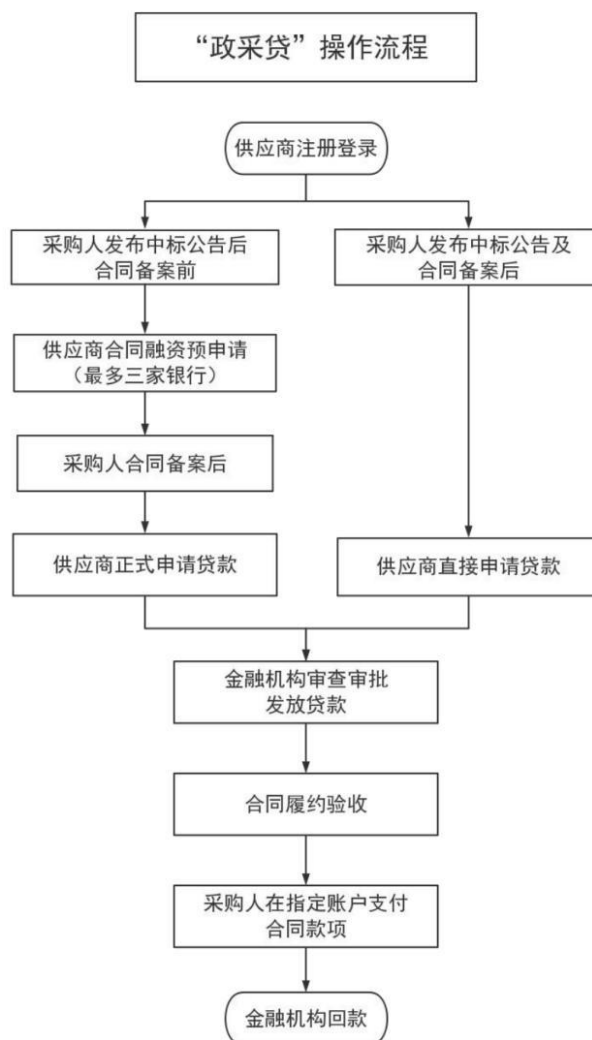 “政采贷”操作流程
供应商注册登录
采购人发布中标公告后
合同备案前
采购人发布中标公告及
合同备案后
供应商合同融资预申请
（最多三家银行）
采购人合同备案后
供应商正式申请贷款
供应商直接申请贷款
金融机构审查审批
发放贷款
合同履约验收
采购人在指定账户支付
合同款项
金融机构回款